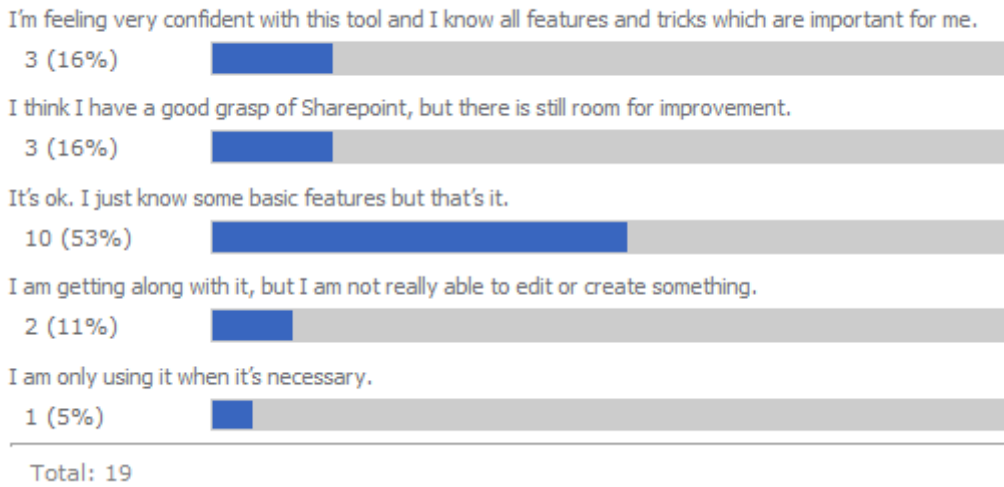 I’m feeling very confident with this tool and I know all features and tricks which are important for me.
3 (16%)
I think I have a good grasp of Sharepoint, but there is still room for improvement.
3 (16%)
It’s ok. I just know some basic features but that’s it.
10 (53%)
I am getting along with it, but I am not really able to edit or create something.
2 (11%)
I am only using it when it’s necessary.
1 (5%)
Total: 19